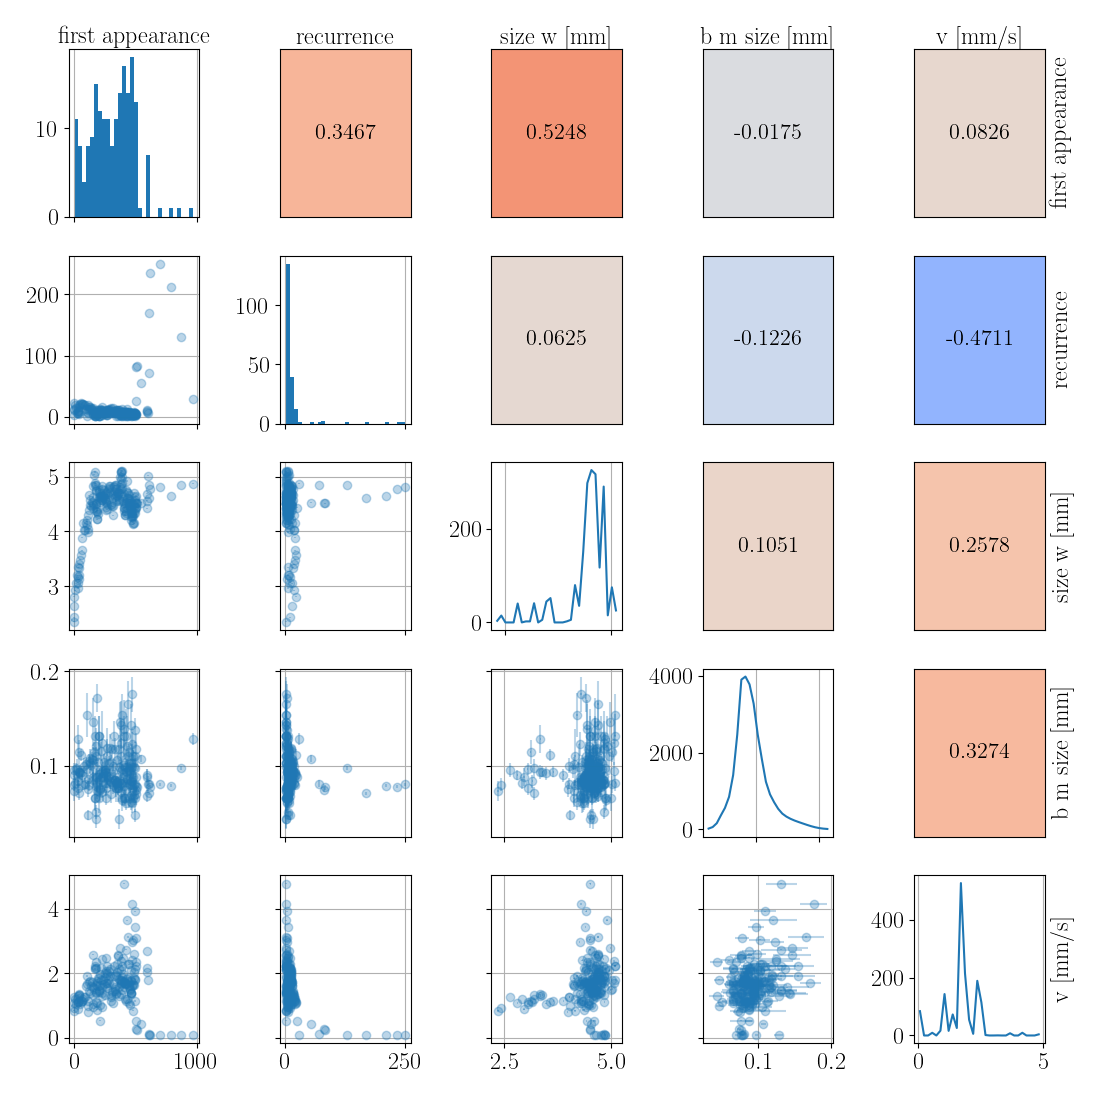 first appearance recurrence size w [mm] b m size [mm] v [mm/s]
10
0
0.3467 0.5248 -0.0175 0.0826
first appearance
200
100
0
100
50
0
0.0625 -0.1226 -0.4711
recurrence
5
4
3
200
0
0.1051 0.2578
size w [mm]
0.2
0.1
4000
2000
0
0.3274
b m size [mm]
4
2
0
400
200
0
v [mm/s]
0 1000 0 250 2.5 5.0 0.1 0.2 0 5